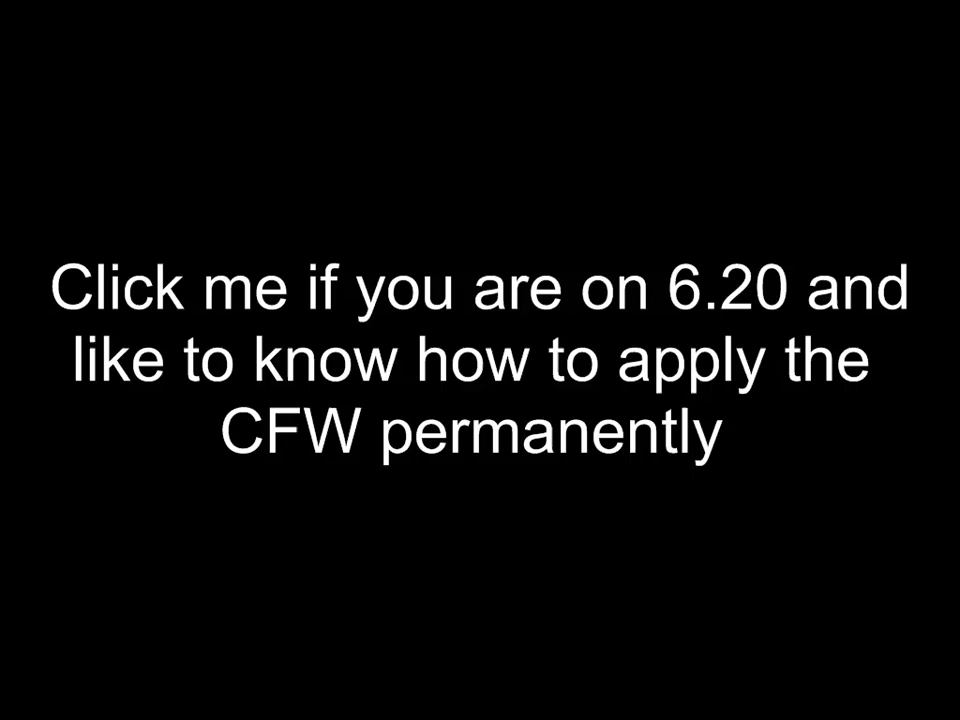 Click me if you are on 6.20 and
like to know how to apply the
CFW permanently